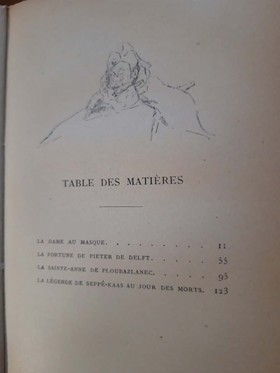 TABLE DES MATIÈRES
LA DAME AU MASQUE. . . . . . . . . 11
LA FORTUNE DE PIETER DE DELFT. . . . . . 55
LA SAINTE-ANNE DE PLOUBAZLANEC. . . . . . 95
LA LÉGENDE DE SEPPÊ-KAAS AU JOUR DES MORTS. 123